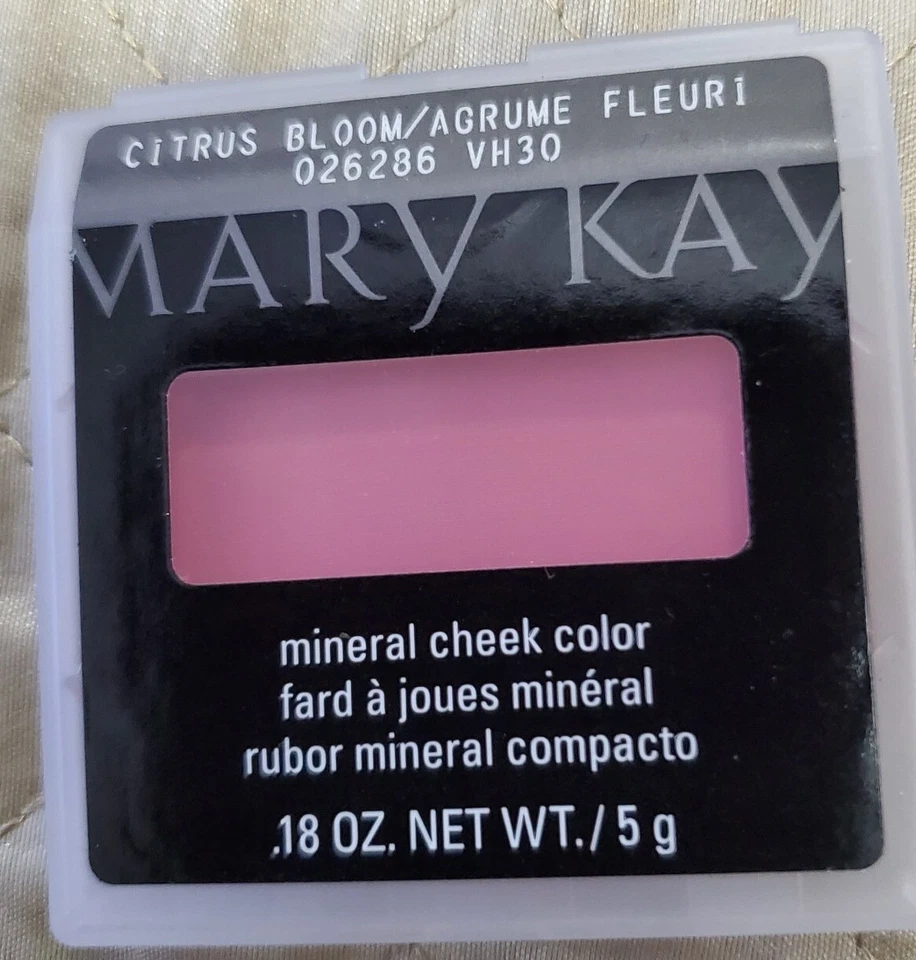 CiTRUS BLOOM/AGRUME FLEURi
026286 VH30
MARY KAY
mineral cheek color
fard à joues minéral
rubor mineral compacto
.18 OZ. NET WT./ 5 g